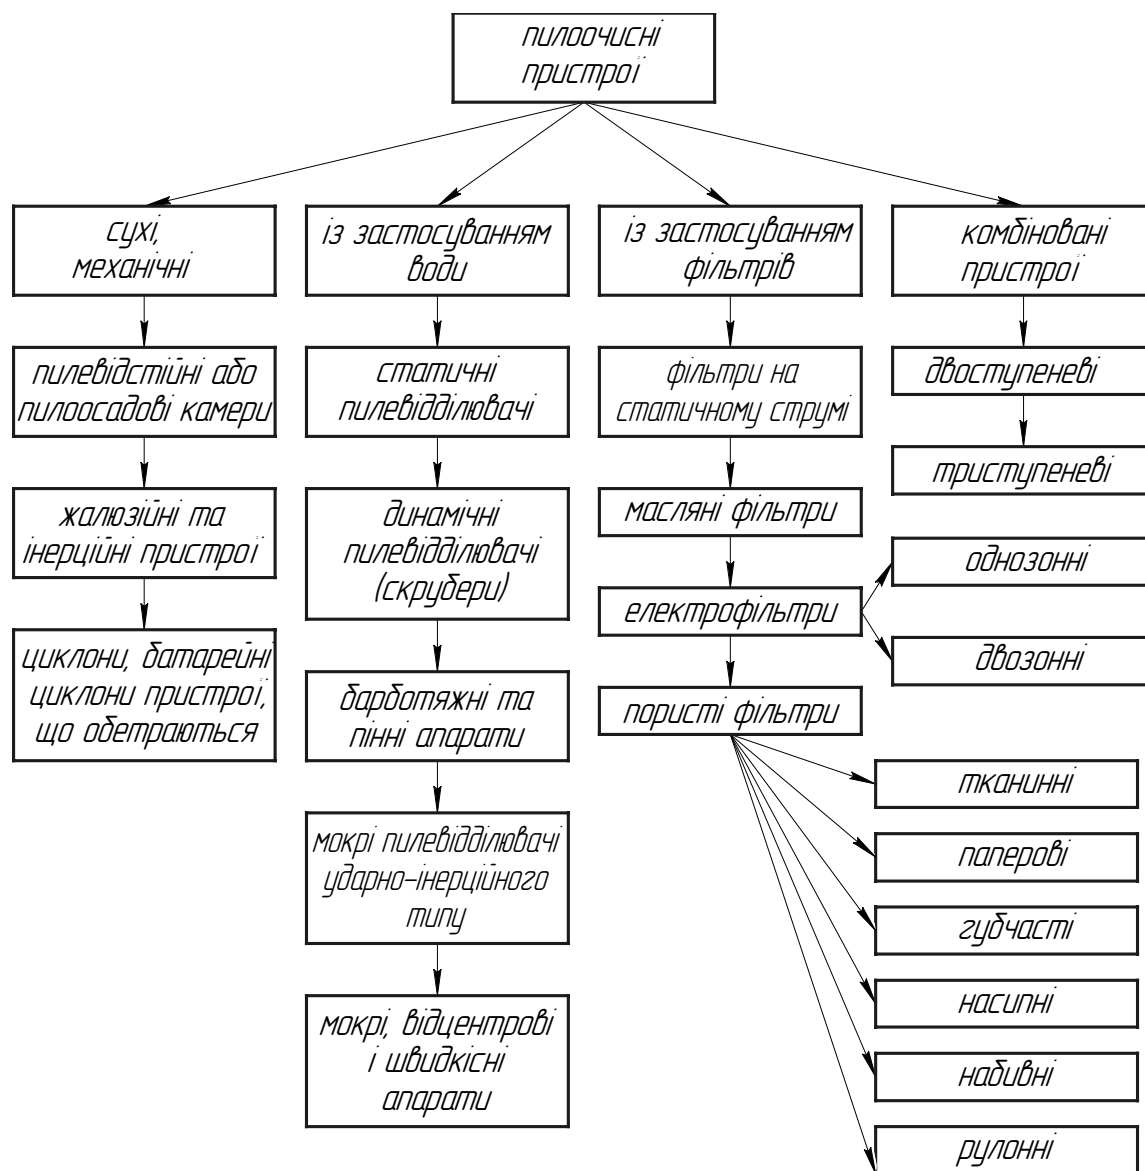 пилоочисні
пристрої
сухі,
механічні
пилевідстійні або
пилоосадові камери
жалюзійні та
інерційні пристрої
циклони, батарейні
циклони пристрої,
що обетраються
із застосуванням
води
статичні
пилевідділювачі
динамічні
пилевідділювачі
(скрубери)
барботяжні та
пінні апарати
мокрі пилевідділювачі
ударно-інерційного
типу
мокрі, відцентрові
і швидкісні
апарати
із застосуванням
фільтрів
фільтри на
статичному струмі
масляні фільтри
електрофільтри
однозонні
двозонні
пористі фільтри
тканинні
паперові
губчасті
насипні
набивні
рулонні
комбіновані
пристрої
двоступеневі
триступеневі